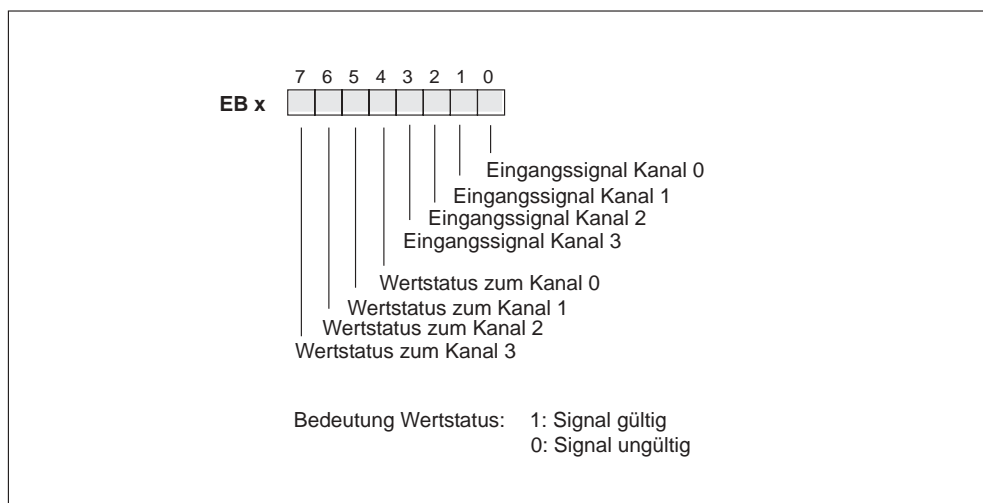 7 6 5 4 3 2 1 0
EB x
Eingangssignal Kanal 0
Eingangssignal Kanal 1
Eingangssignal Kanal 2
Eingangssignal Kanal 3
Wertstatus zum Kanal 0
Wertstatus zum Kanal 1
Wertstatus zum Kanal 2
Wertstatus zum Kanal 3
Bedeutung Wertstatus: 1: Signal gültig
0: Signal ungültig